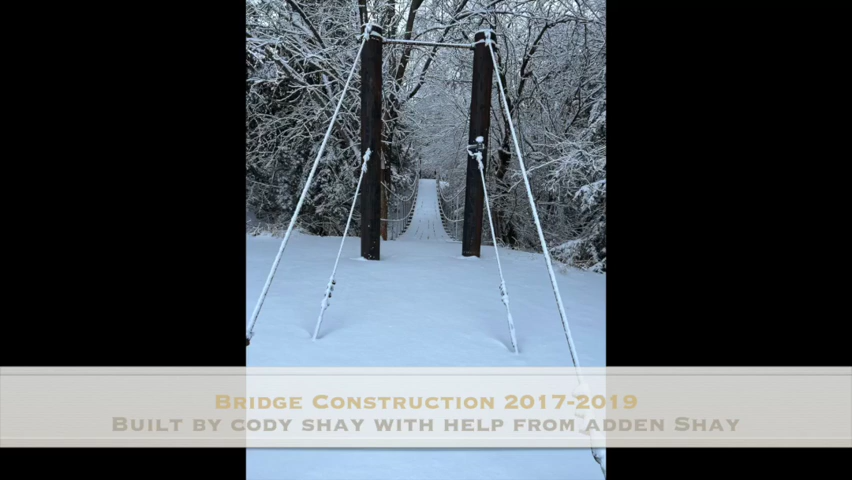 Bridge Construction 2017-2019
Built by cody shay with help from adden Shay